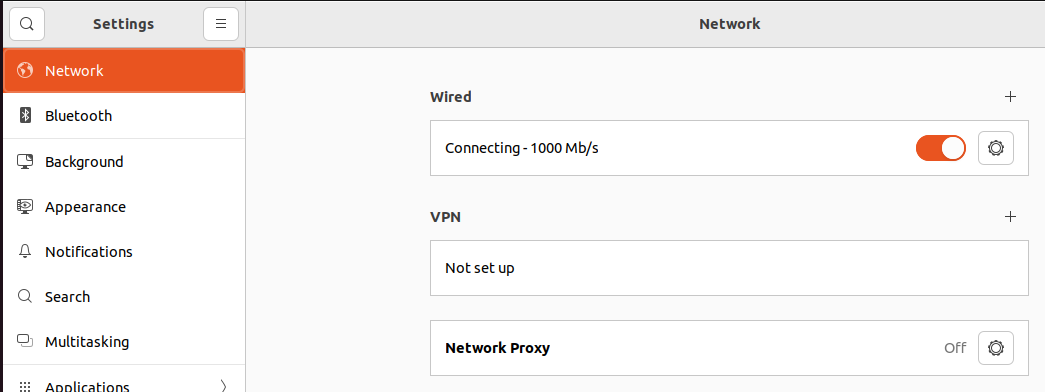 Settings
Network
Network
Bluetooth
Background
Appearance
Notifications
Search
Multitasking
Applications
Wired
Connecting - 1000 Mb/s
VPN
Not set up
Network Proxy Off